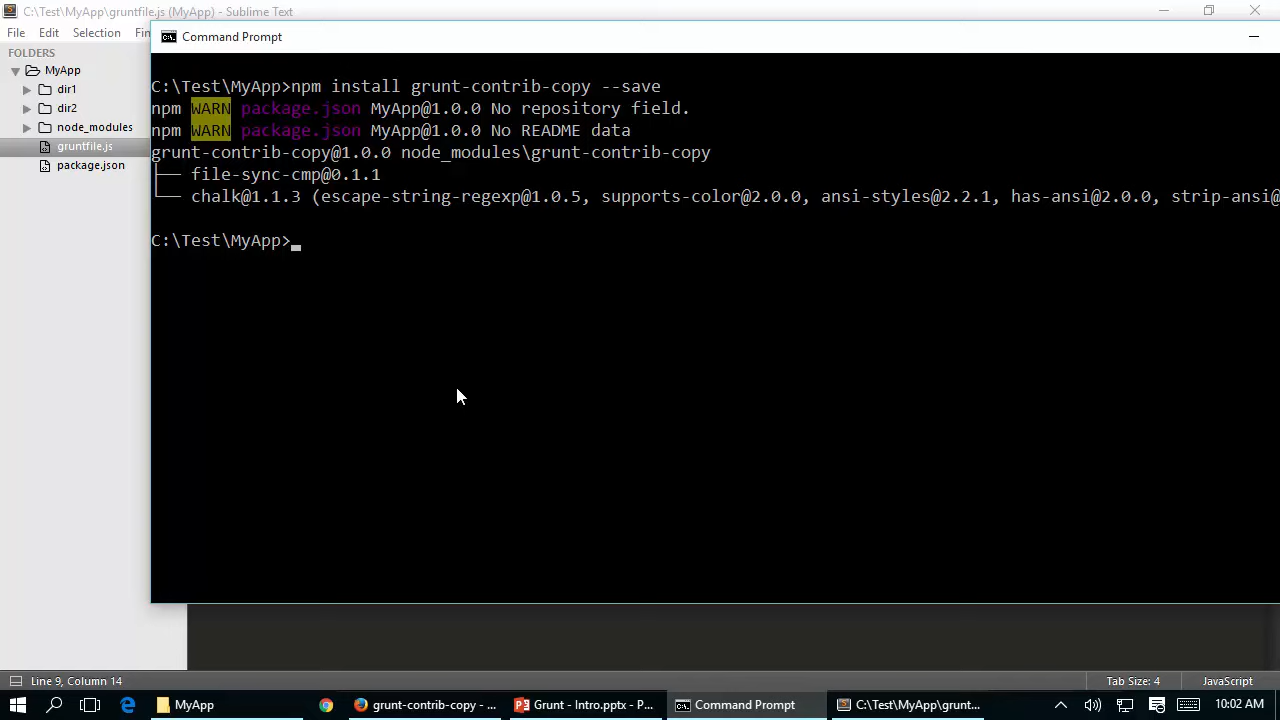 C:\Test\MyApp\gruntfile.js (MyApp) - Sublime Text
File Edit Selection Fin
Command Prompt
FOLDERS
MyApp
dir1
dir2
node_modules
gruntfile.js
package.json
C:\Test\MyApp>npm install grunt-contrib-copy --save
npm WARN package.json MyApp@1.0.0 No repository field.
npm WARN package.json MyApp@1.0.0 No README data
grunt-contrib-copy@1.0.0 node_modules\grunt-contrib-copy
├── file-sync-cmp@0.1.1
└── chalk@1.1.3 (escape-string-regexp@1.0.5, supports-color@2.0.0, ansi-styles@2.2.1, has-ansi@2.0.0, strip-ansi@
C:\Test\MyApp>
Line 9, Column 14
Tab Size: 4
JavaScript
MyApp
grunt-contrib-copy - ...
Grunt - Intro.pptx - P...
Command Prompt
C:\Test\MyApp\grunt...
10:02 AM